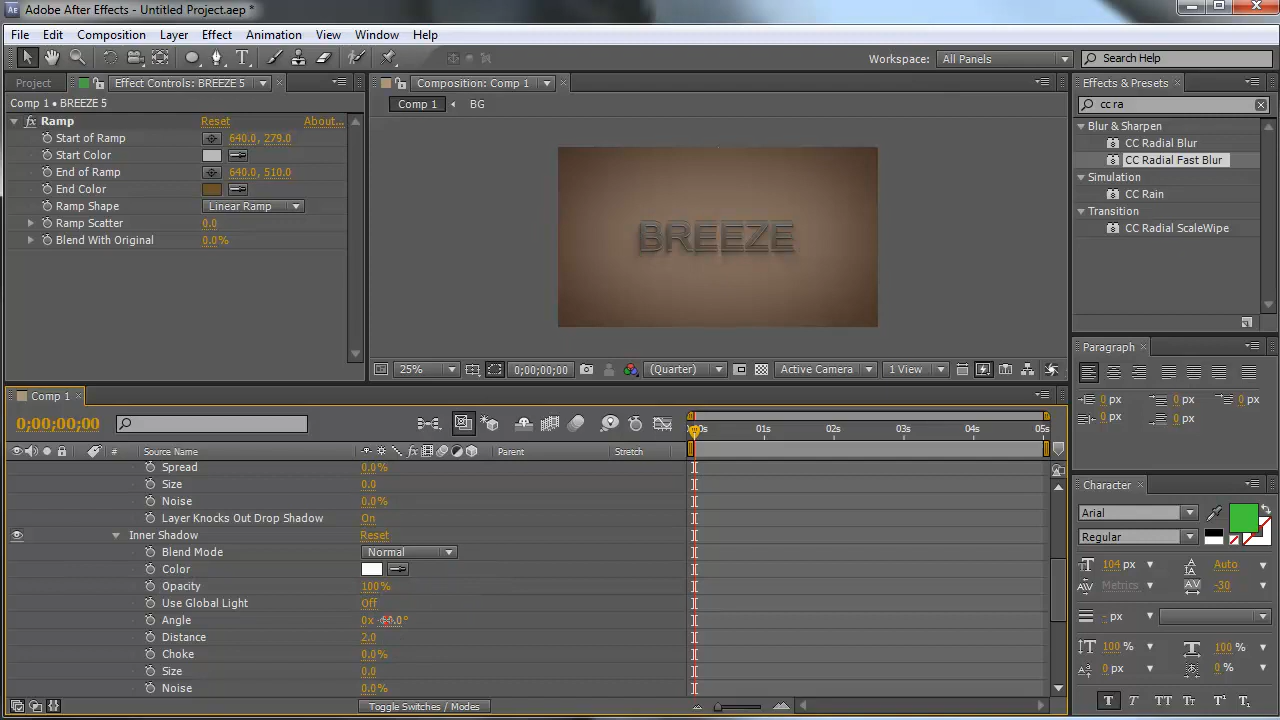 Adobe After Effects - Untitled Project.aep *
File Edit Composition Layer Effect Animation View Window Help
Workspace: All Panels Search Help
Project Effect Controls: BREEZE 5
Comp 1 • BREEZE 5
Ramp Reset About...
Start of Ramp 640.0, 279.0
Start Color
End of Ramp 640.0, 510.0
End Color
Ramp Shape Linear Ramp
Ramp Scatter 0.0
Blend With Original 0.0%
Composition: Comp 1
Comp 1 BG
BREEZE
25% 0;00;00;00 (Quarter) Active Camera 1 View
Effects & Presets
cc ra
Blur & Sharpen
CC Radial Blur
CC Radial Fast Blur
Simulation
CC Rain
Transition
CC Radial ScaleWipe
Paragraph
0 px 0 px 0 px
0 px 0 px
Character
Arial
Regular
104 px Auto
Metrics -30
- px
100 % 100 %
0 px 0 %
T T TT Tt T¹ T₁
Comp 1
0;00;00;00
# Source Name Parent Stretch
01s 02s 03s 04s 05s
Spread 0.0%
Size 0.0
Noise 0.0%
Layer Knocks Out Drop Shadow On
Inner Shadow Reset
Blend Mode Normal
Color
Opacity 100%
Use Global Light Off
Angle 0x
Distance 2.0
Choke 0.0%
Size 0.0
Noise 0.0%
Toggle Switches / Modes